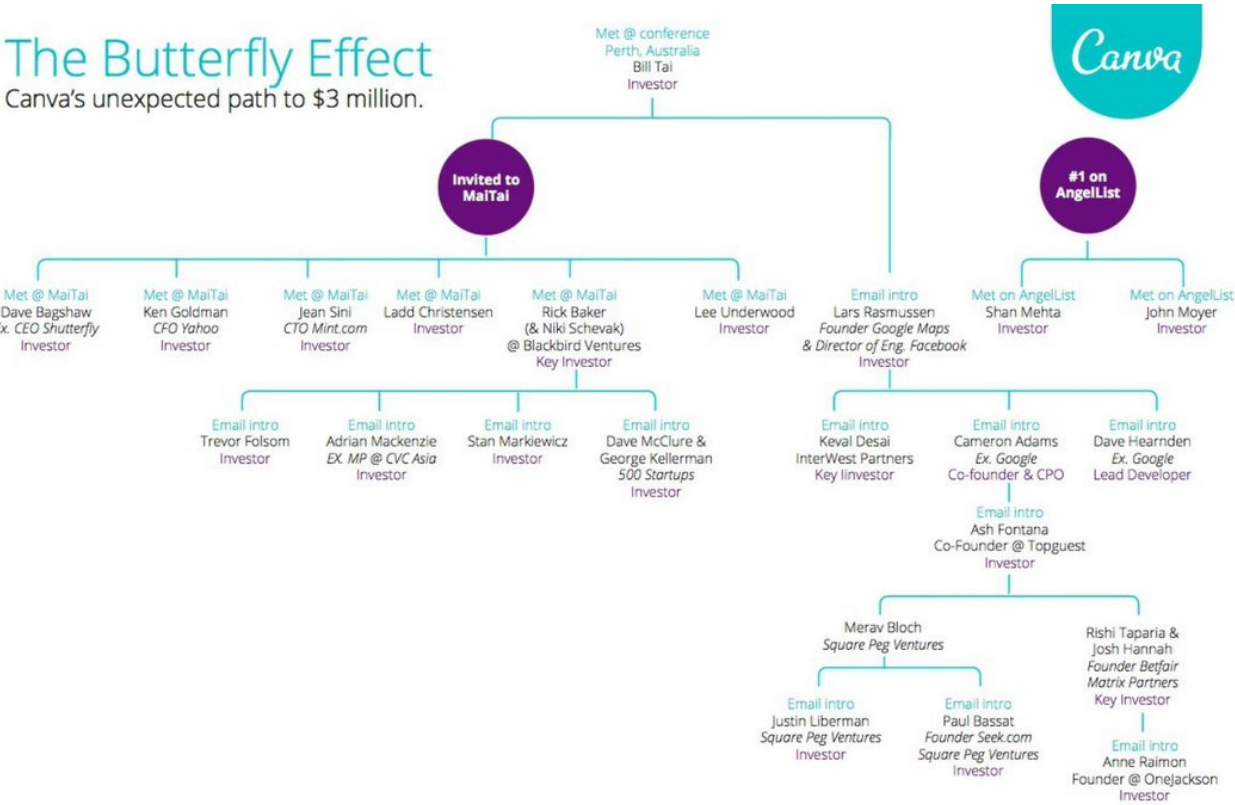 The Butterfly Effect
Canva's unexpected path to $3 million.
Met @ conference
Perth, Australia
Bill Tai
Investor
Canva
Invited to
MaiTai
#1 on
AngelList
Met @ MaiTai
Dave Bagshaw
x. CEO Shutterfly
Investor
Met @ MaiTai
Ken Goldman
CFO Yahoo
Investor
Met @ MaiTai
Jean Sini
CTO Mint.com
Investor
Met @ MaiTai
Ladd Christensen
Investor
Met @ MaiTai
Rick Baker
(& Niki Schevak)
@ Blackbird Ventures
Key Investor
Met @ MaiTai
Lee Underwood
Investor
Email intro
Lars Rasmussen
Founder Google Maps
& Director of Eng. Facebook
Investor
Met on AngelList
Shan Mehta
Investor
Met on AngelList
John Moyer
Investor
Email intro
Trevor Folsom
Investor
Email intro
Adrian Mackenzie
EX. MP @ CVC Asia
Investor
Email intro
Stan Markiewicz
Investor
Email intro
Dave McClure &
George Kellerman
500 Startups
Investor
Email intro
Keval Desai
InterWest Partners
Key Iinvestor
Email intro
Cameron Adams
Ex. Google
Co-founder & CPO
Email intro
Dave Hearnden
Ex. Google
Lead Developer
Email intro
Ash Fontana
Co-Founder @ Topguest
Investor
Merav Bloch
Square Peg Ventures
Rishi Taparia &
Josh Hannah
Founder Betfair
Matrix Partners
Key Investor
Email intro
Justin Liberman
Square Peg Ventures
Investor
Email intro
Paul Bassat
Founder Seek.com
Square Peg Ventures
Investor
Email intro
Anne Raimon
Founder @ OneJackson
Investor